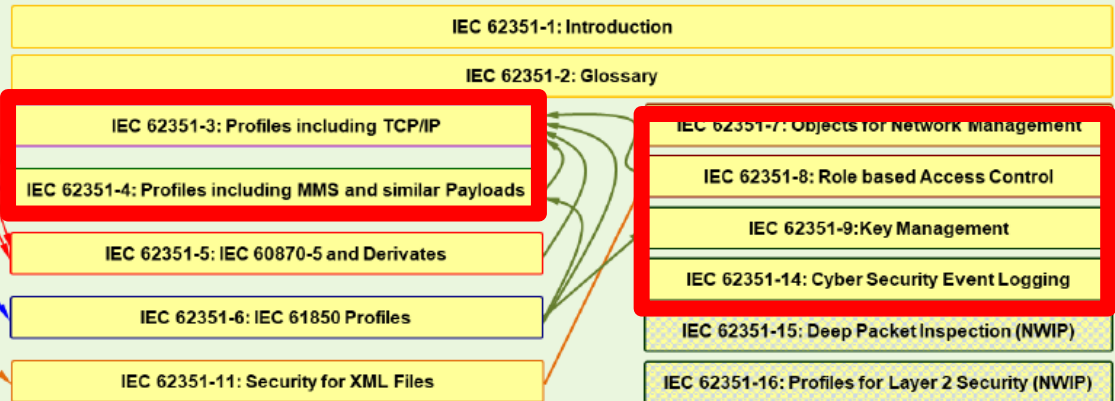 IEC 62351-1: Introduction
IEC 62351-2: Glossary
IEC 62351-3: Profiles including TCP/IP
IEC 62351-4: Profiles including MMS and similar Payloads
IEC 62351-5: IEC 60870-5 and Derivates
IEC 62351-6: IEC 61850 Profiles
IEC 62351-11: Security for XML Files
IEC 62351-7: Objects for Network Management
IEC 62351-8: Role based Access Control
IEC 62351-9:Key Management
IEC 62351-14: Cyber Security Event Logging
IEC 62351-15: Deep Packet Inspection (NWIP)
IEC 62351-16: Profiles for Layer 2 Security (NWIP)